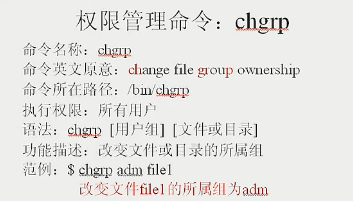 权限管理命令：chgrp
命令名称：chgrp
命令英文原意：change file group ownership
命令所在路径：/bin/chgrp
执行权限：所有用户
语法：chgrp [用户组] [文件或目录]
功能描述：改变文件或目录的所属组
范例：$ chgrp adm file1
改变文件file1的所属组为adm